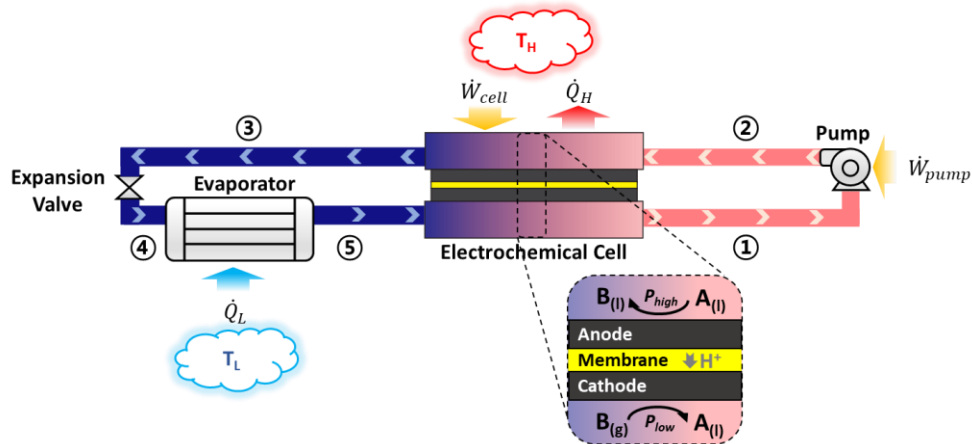 T_H
Ẇ_cell
Q̇_H
③
②
Pump
Expansion
Valve
Evaporator
Ẇ_pump
④
⑤
Electrochemical Cell
①
Q̇_L
T_L
B(l) P_high A(l)
Anode
Membrane H⁺
Cathode
B(g) P_low A(l)